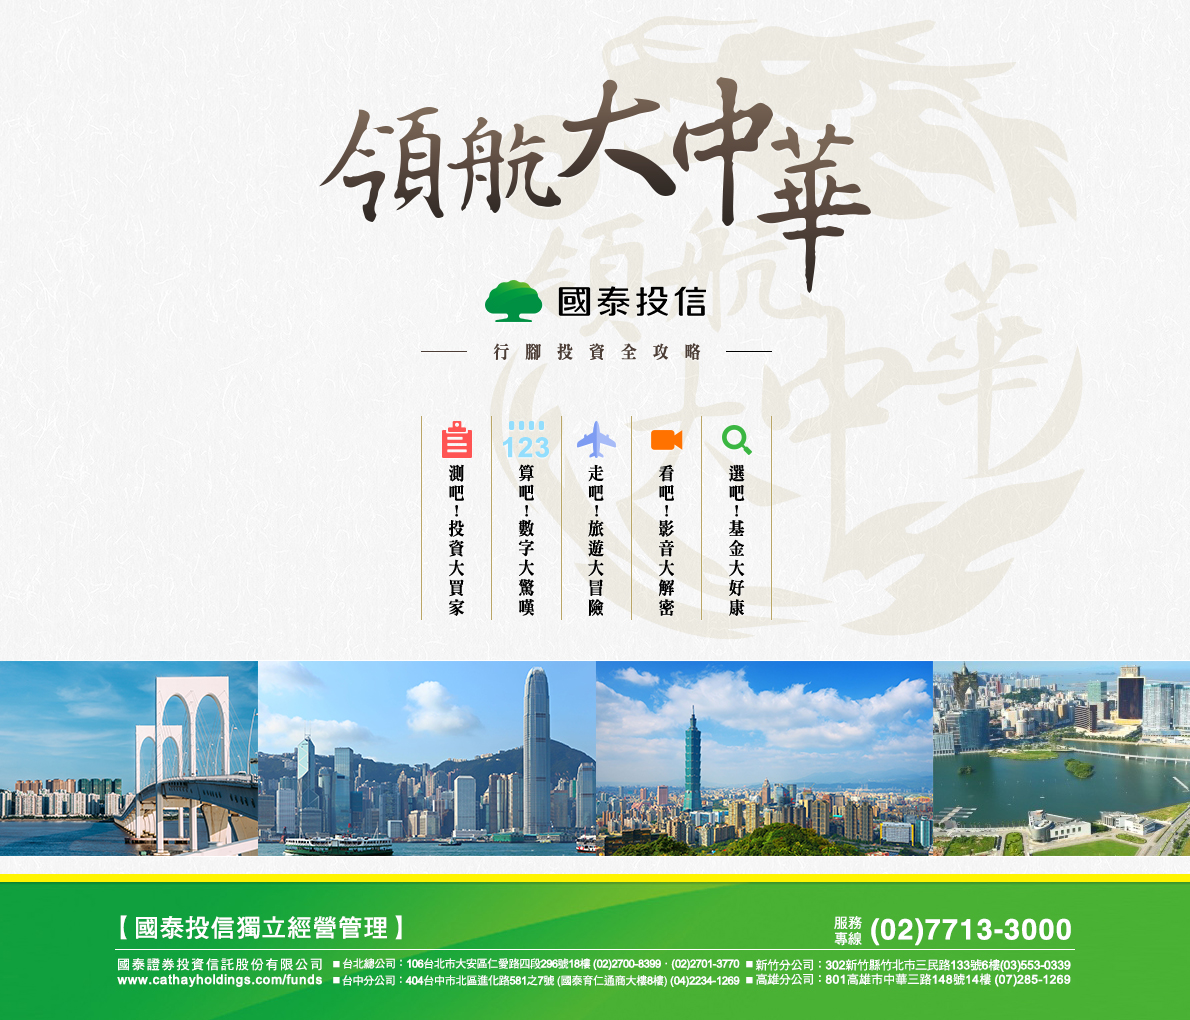 領航大中華
國泰投信
行腳投資全攻略
123
測吧!投資大買家
算吧!數字大驚嘆
走吧!旅遊大冒險
看吧!影音大解密
選吧!基金大好康
領航
大中華
【國泰投信獨立經營管理】
服務專線 (02)7713-3000
國泰證券投資信託股份有限公司
www.cathayholdings.com/funds
■台北總公司：106台北市大安區仁愛路四段296號18樓 (02)2700-8399．(02)2701-3770
■台中分公司：404台中市北區進化路581之7號 (國泰育仁通商大樓8樓) (04)2234-1269
■新竹分公司：302新竹縣竹北市三民路133號6樓(03)553-0339
■高雄分公司：801高雄市中華三路148號14樓 (07)285-1269